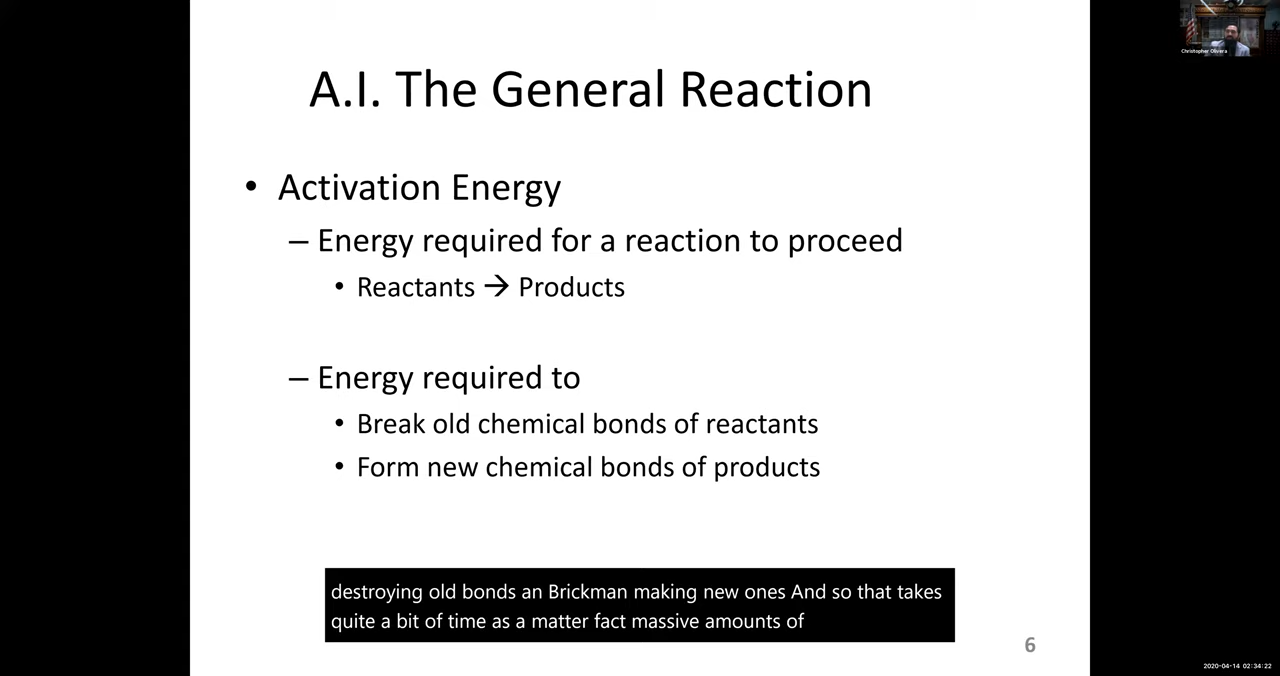 Christopher Olivera
A.I. The General Reaction
• Activation Energy
– Energy required for a reaction to proceed
• Reactants → Products
– Energy required to
• Break old chemical bonds of reactants
• Form new chemical bonds of products
destroying old bonds an Brickman making new ones And so that takes
quite a bit of time as a matter fact massive amounts of
6
2020-04-14 02:34:22